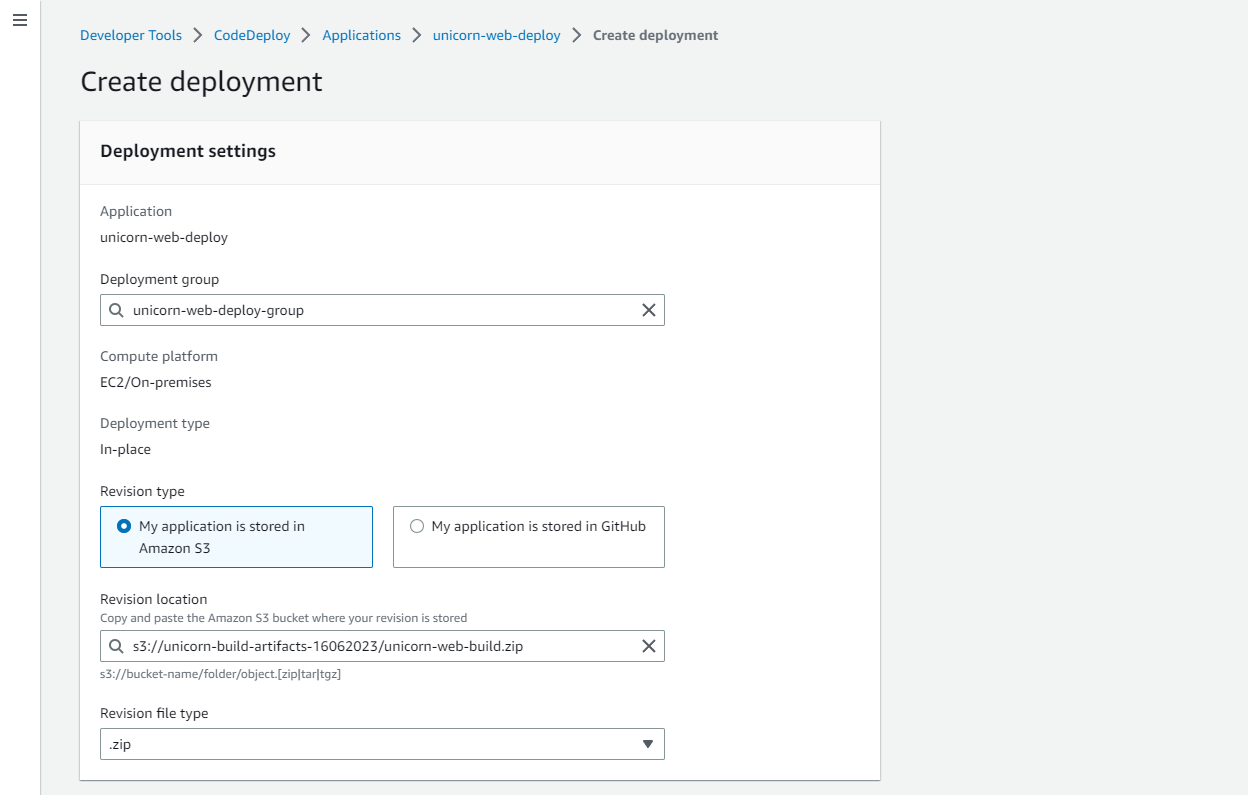 Developer Tools > CodeDeploy > Applications > unicorn-web-deploy > Create deployment
Create deployment
Deployment settings
Application
unicorn-web-deploy
Deployment group
unicorn-web-deploy-group
Compute platform
EC2/On-premises
Deployment type
In-place
Revision type
My application is stored in
Amazon S3
My application is stored in GitHub
Revision location
Copy and paste the Amazon S3 bucket where your revision is stored
s3://unicorn-build-artifacts-16062023/unicorn-web-build.zip
s3://bucket-name/folder/object.[zip|tar|tgz]
Revision file type
.zip